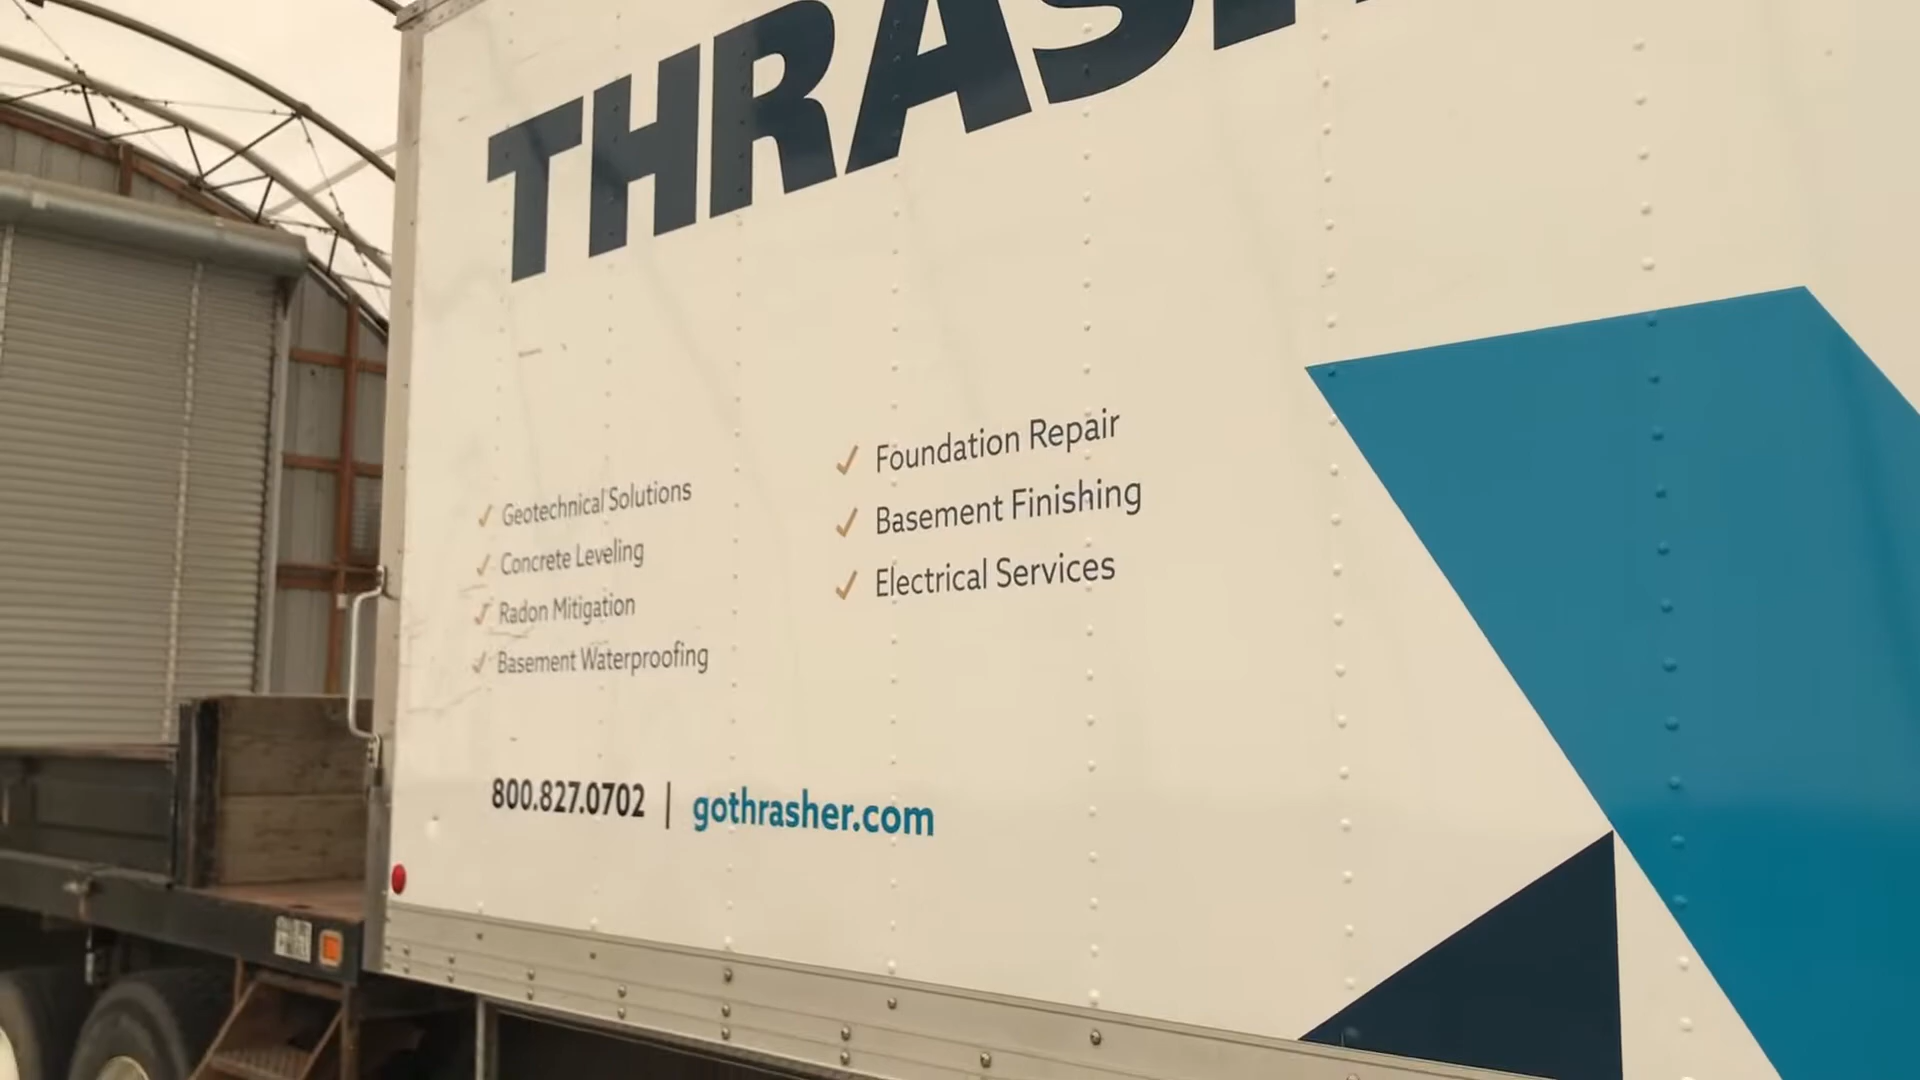 THRASH
Geotechnical Solutions
Concrete Leveling
Radon Mitigation
Basement Waterproofing
Foundation Repair
Basement Finishing
Electrical Services
800.827.0702 | gothrasher.com